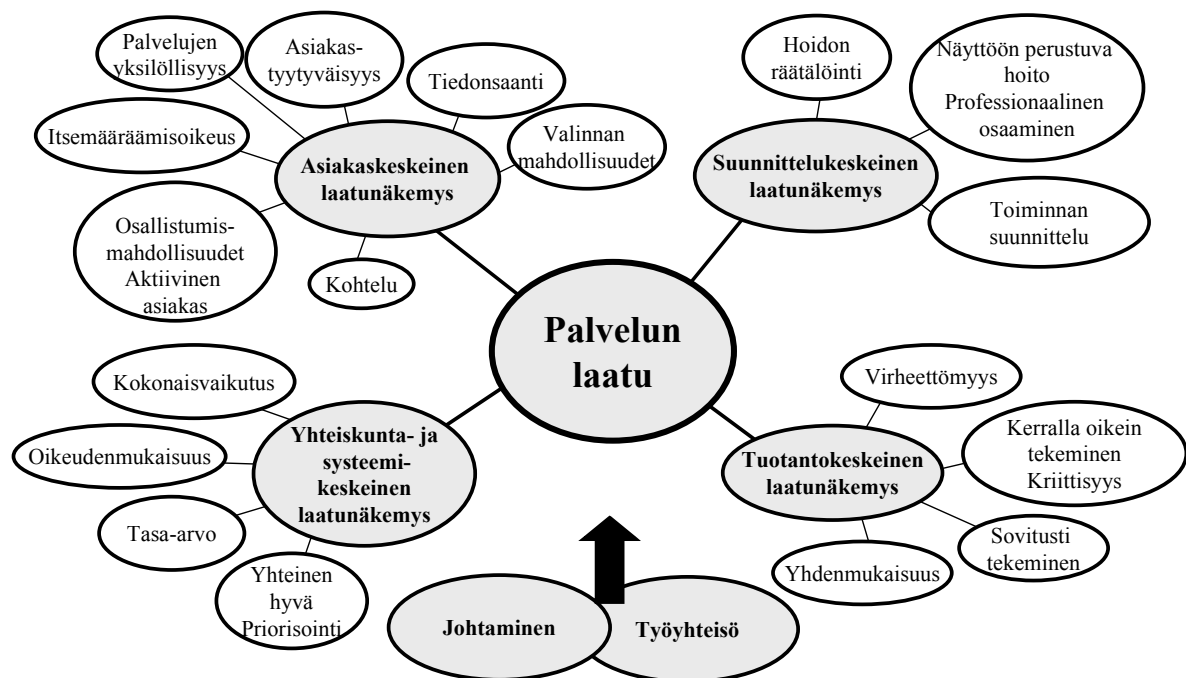 Palvelujen
yksilöllisyys
Asiakas-
tyytyväisyys
Tiedonsaanti
Valinnan
mahdollisuudet
Itsemääräämisoikeus
Asiakaskeskeinen
laatunäkemys
Osallistumis-
mahdollisuudet
Aktiivinen
asiakas
Kohtelu
Hoidon
räätälöinti
Näyttöön perustuva
hoito
Professionaalinen
osaaminen
Suunnittelukeskeinen
laatunäkemys
Toiminnan
suunnittelu
Palvelun
laatu
Kokonaisvaikutus
Oikeudenmukaisuus
Yhteiskunta- ja
systeemi-
keskeinen
laatunäkemys
Tasa-arvo
Yhteinen
hyvä
Priorisointi
Virheettömyys
Tuotantokeskeinen
laatunäkemys
Kerralla oikein
tekeminen
Kriittisyys
Sovitusti
tekeminen
Yhdenmukaisuus
Johtaminen
Työyhteisö